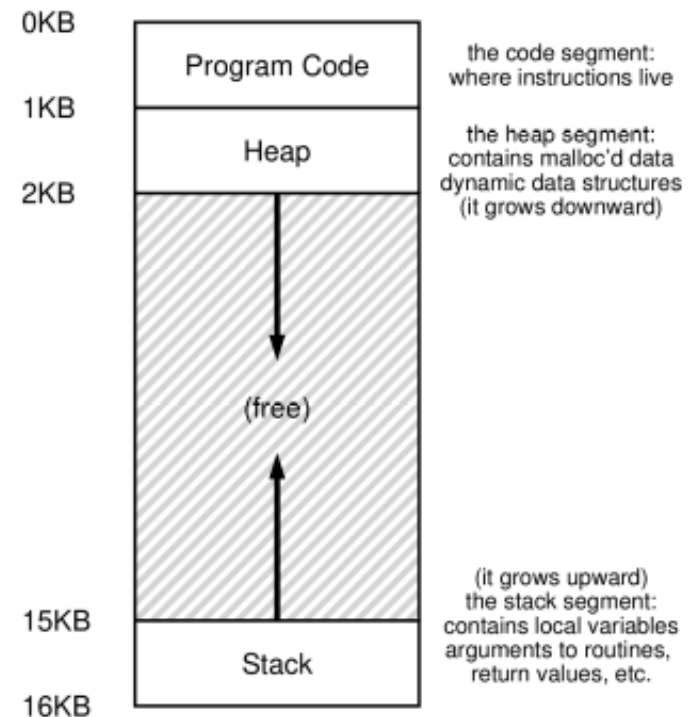 0KB
Program Code
the code segment:
where instructions live
1KB
Heap
the heap segment:
contains malloc'd data
dynamic data structures
(it grows downward)
2KB
(free)
(it grows upward)
the stack segment:
contains local variables
arguments to routines,
return values, etc.
15KB
Stack
16KB